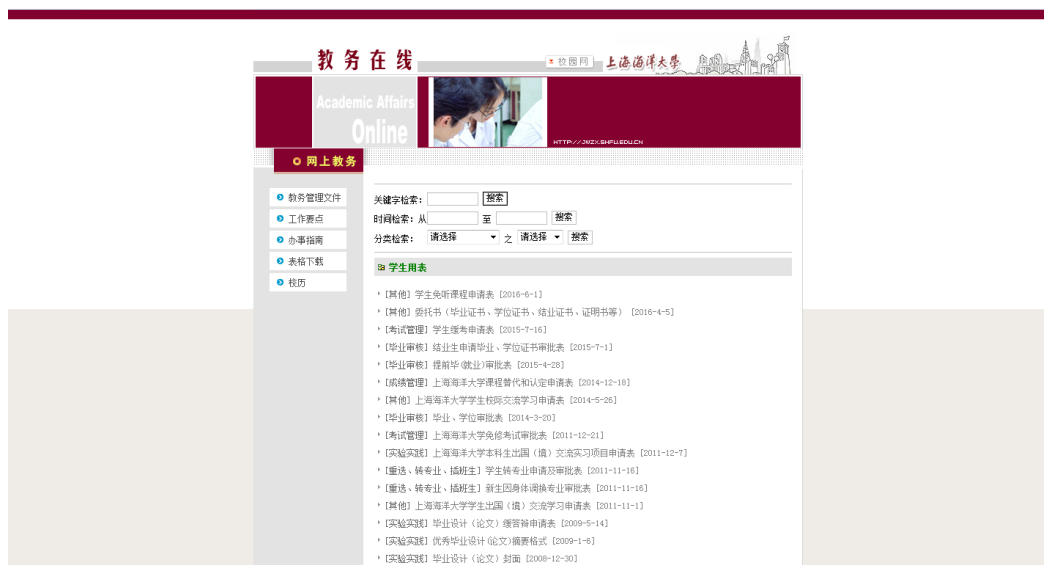 教务在线
校园网
上海海洋大学
Academic Affairs
Online
HTTP://JWZX.SHFU.EDU.CN
网上教务
教务管理文件
工作要点
办事指南
表格下载
校历
关键字检索： 搜索
时间检索：从 至 搜索
分类检索： 请选择 之 请选择 搜索
学生用表
[其他] 学生免听课程申请表 [2016-6-1]
[其他] 委托书（毕业证书、学位证书、结业证书、证明书等） [2016-4-5]
[考试管理] 学生缓考申请表 [2015-7-16]
[毕业审核] 结业生申请毕业、学位证书审批表 [2015-7-1]
[毕业审核] 提前毕(就业)审批表 [2015-4-28]
[成绩管理] 上海海洋大学课程替代和认定申请表 [2014-12-18]
[其他] 上海海洋大学学生校际交流学习申请表 [2014-5-26]
[毕业审核] 毕业、学位审批表 [2014-3-20]
[考试管理] 上海海洋大学免修考试审批表 [2011-12-21]
[实验实践] 上海海洋大学本科生出国（境）交流实习项目申请表 [2011-12-7]
[重选、转专业、插班生] 学生转专业申请及审批表 [2011-11-16]
[重选、转专业、插班生] 新生因身体调换专业审批表 [2011-11-16]
[其他] 上海海洋大学学生出国（境）交流学习申请表 [2011-11-1]
[实验实践] 毕业设计（论文）缓答辩申请表 [2009-5-14]
[实验实践] 优秀毕业设计(论文)摘要格式 [2009-1-6]
[实验实践] 毕业设计（论文）封面 [2008-12-30]